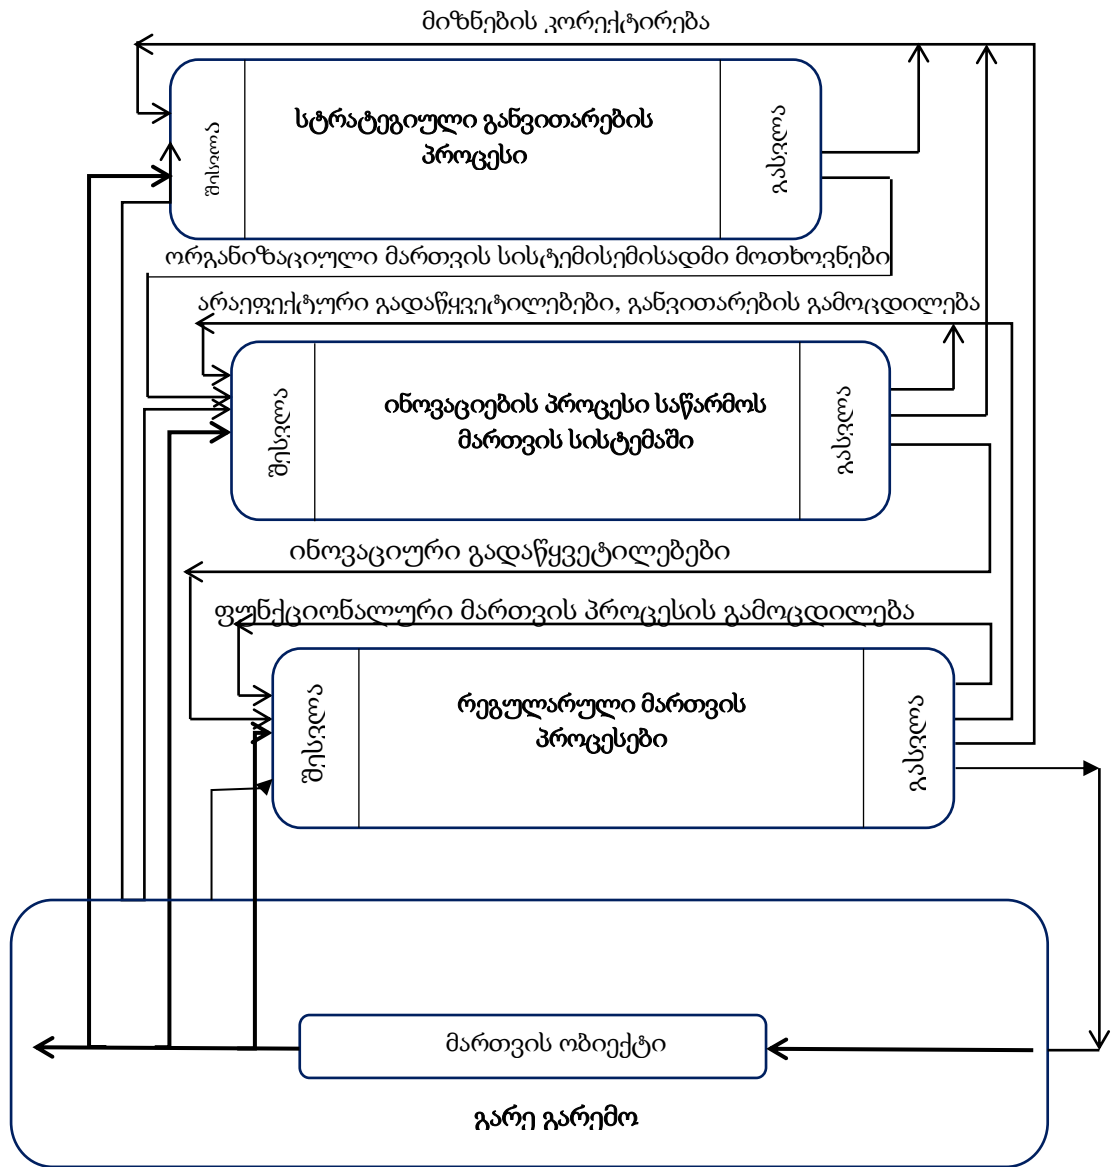 მიზნების კორექტირება
სტრატეგიული განვითარების
პროცესი
შესვლა
გასვლა
ორგანიზაციული მართვის სისტემისემისადმი მოთხოვნები
არაეფექტური გადაწყვეტილებები, განვითარების გამოცდილება
ინოვაციების პროცესი საწარმოს
მართვის სისტემაში
შესვლა
გასვლა
ინოვაციური გადაწყვეტილებები
ფუნქციონალური მართვის პროცესის გამოცდილება
რეგულარული მართვის
პროცესები
შესვლა
გასვლა
მართვის ობიექტი
გარე გარემო